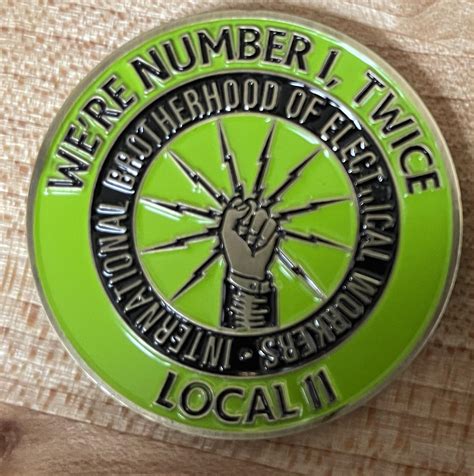 WE'RE NUMBER 1, TWICE
INTERNATIONAL BROTHERHOOD OF ELECTRICAL WORKERS •
LOCAL 11